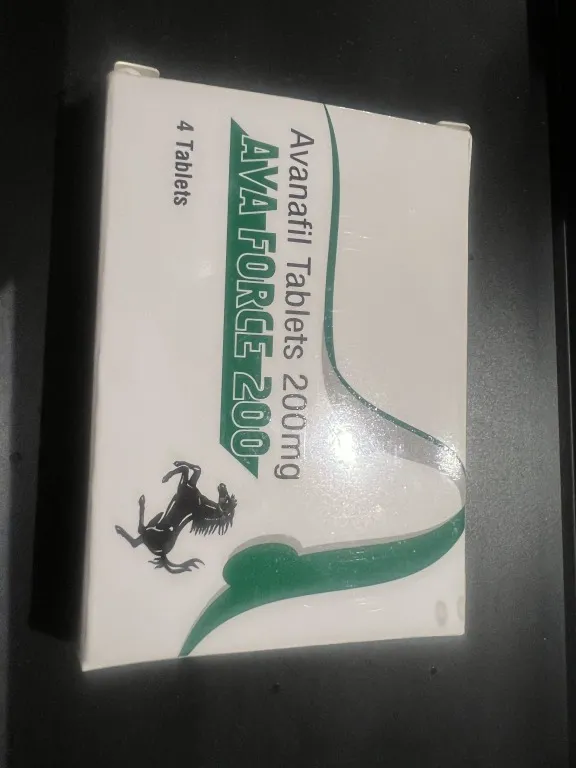 Avanafil Tablets 200mg
AVA FORCE 200
4 Tablets